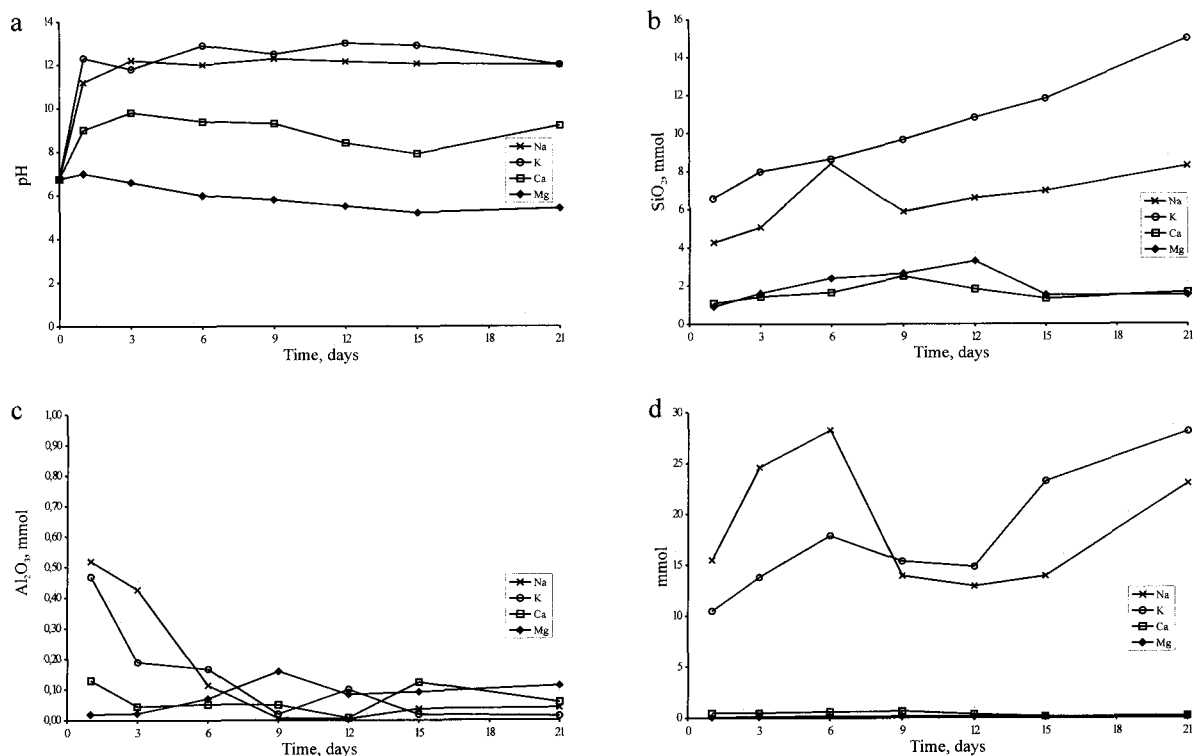 a
14
12
10
8
6
4
2
0
pH
0 3 6 9 12 15 18 21
Time, days
Na
K
Ca
Mg
b
16
14
12
10
8
6
4
2
0
SiO₂, mmol
0 3 6 9 12 15 18 21
Time, days
Na
K
Ca
Mg
c
1,00
0,90
0,80
0,70
0,60
0,50
0,40
0,30
0,20
0,10
0,00
Al₂O₃, mmol
0 3 6 9 12 15 18 21
Time, days
Na
K
Ca
Mg
d
30
25
20
15
10
5
0
mmol
0 3 6 9 12 15 18 21
Time, days
Na
K
Ca
Mg